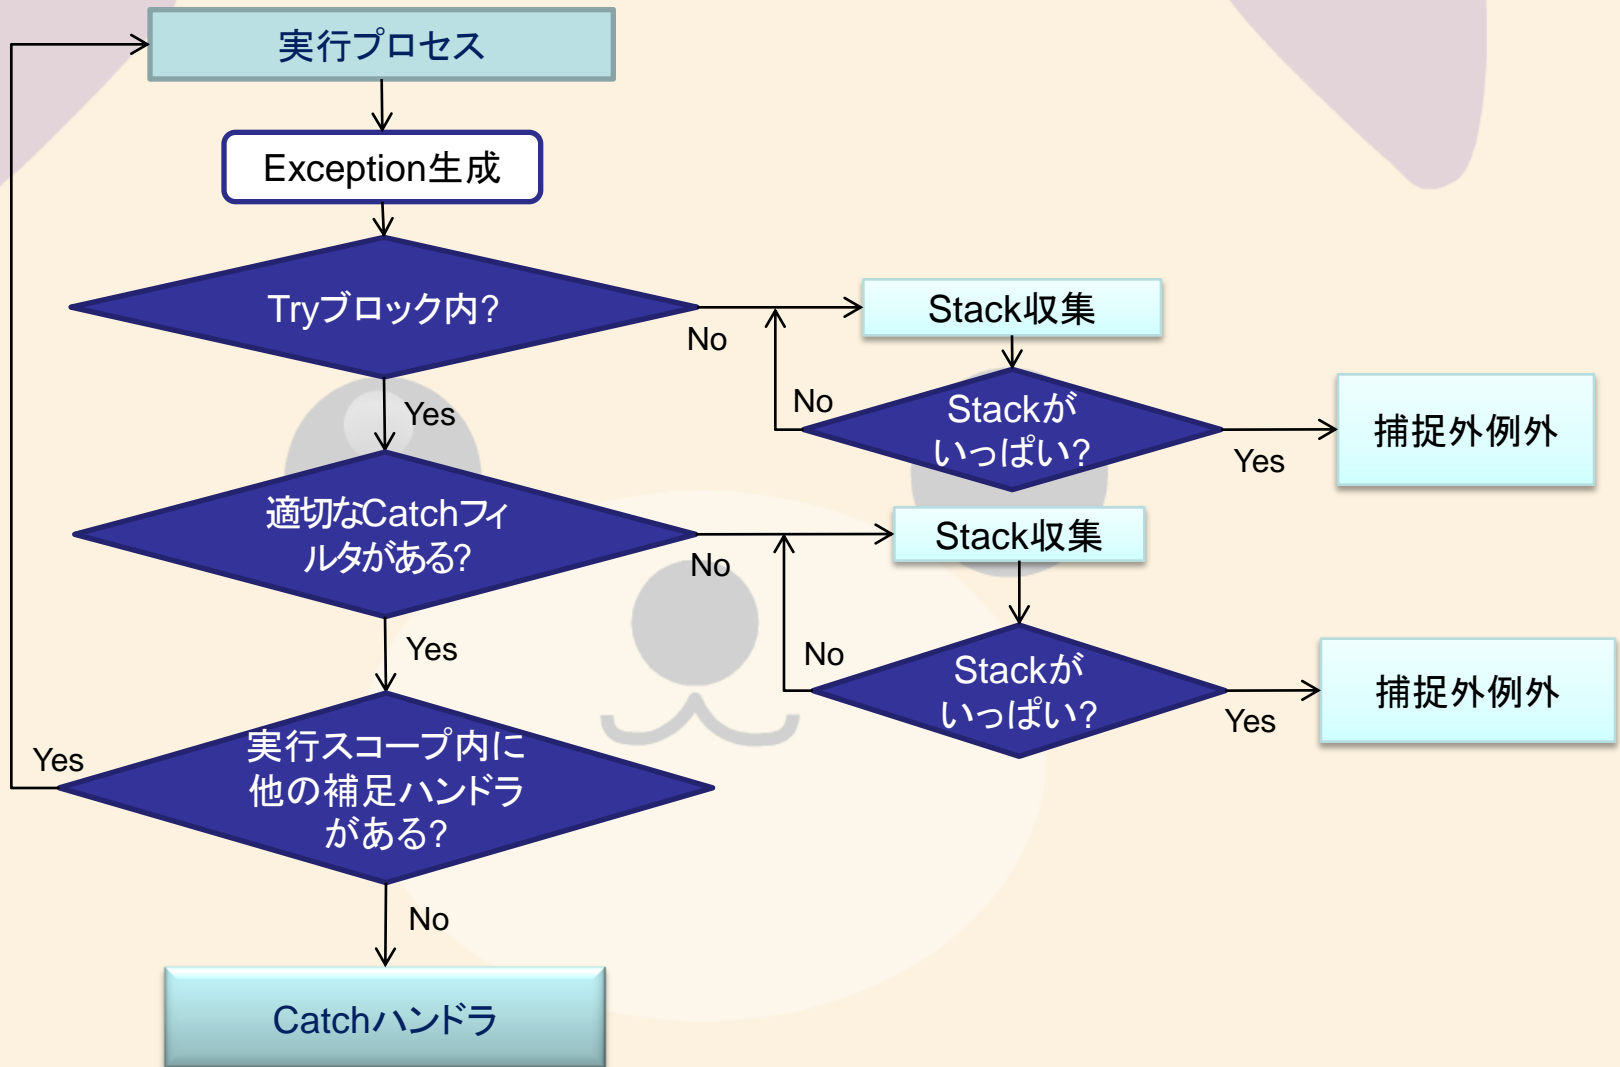 実行プロセス
Exception生成
Tryブロック内?
No
Stack収集
Yes
No
Stackが
いっぱい?
Yes
捕捉外例外
適切なCatchフィ
ルタがある?
No
Stack収集
Yes
No
Stackが
いっぱい?
Yes
捕捉外例外
Yes
実行スコープ内に
他の補足ハンドラ
がある?
No
Catchハンドラ